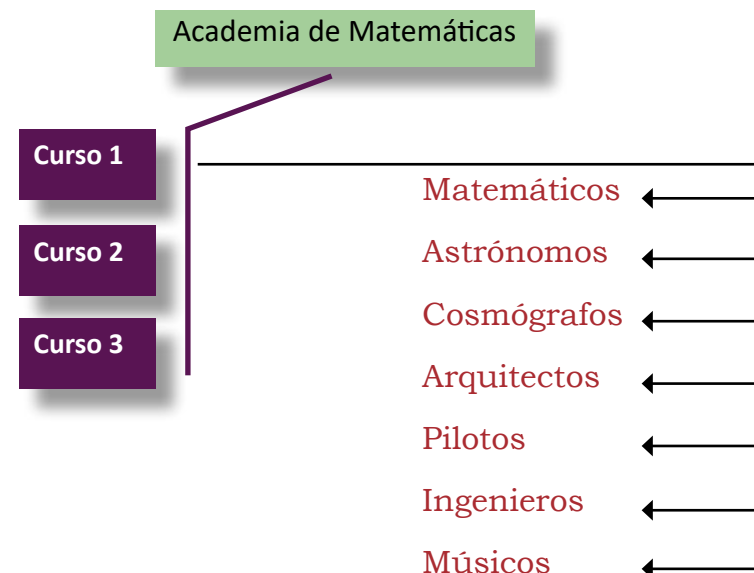 Academia de Matemáticas
Curso 1
Curso 2
Curso 3
Matemáticos
Astrónomos
Cosmógrafos
Arquitectos
Pilotos
Ingenieros
Músicos